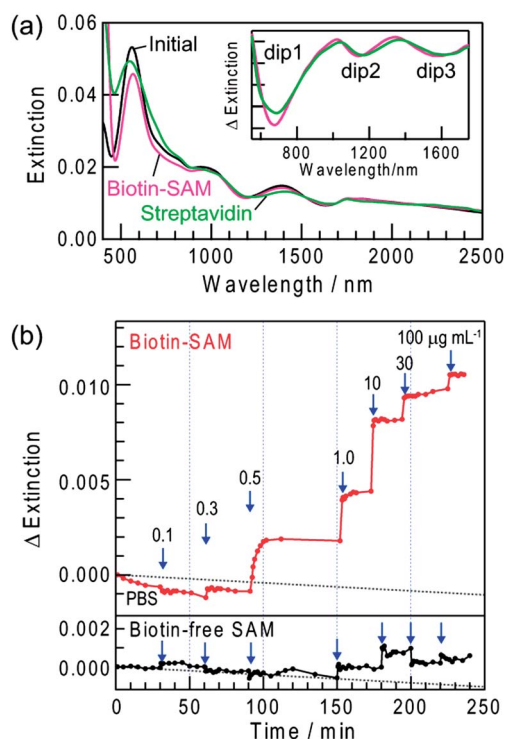 (a)
0.06
0.04
0.02
0.00
Extinction
Initial
Biotin-SAM
Streptavidin
500 1000 1500 2000 2500
Wavelength / nm
Δ Extinction
dip1
dip2
dip3
800 1200 1600
Wavelength/nm
(b)
Biotin-SAM
100 µg mL-1
30
10
1.0
0.5
0.3
0.1
0.010
0.005
0.000
Δ Extinction
PBS
Biotin-free SAM
0.002
0.000
0 50 100 150 200 250
Time / min